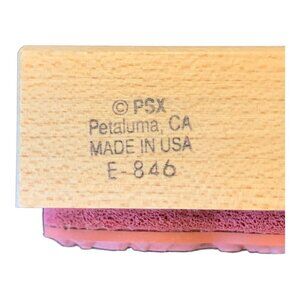 © PSX
Petaluma, CA
MADE IN USA
E-846